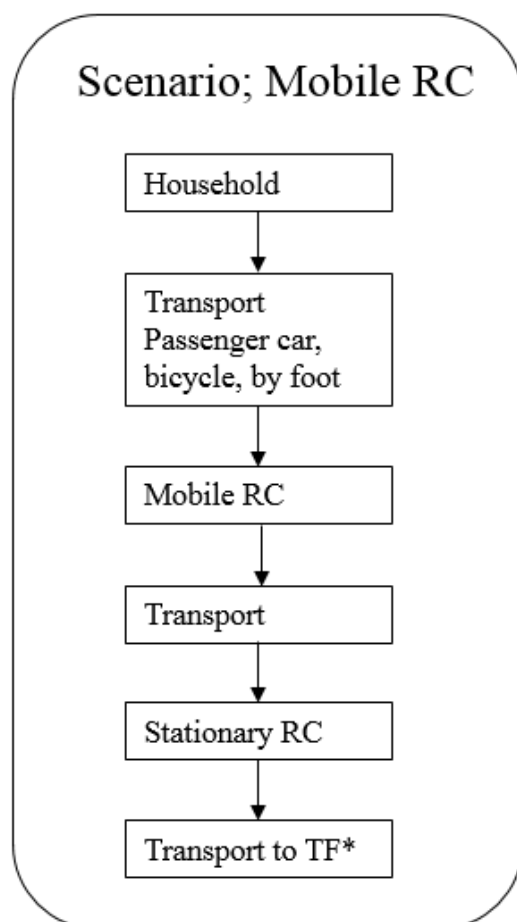 Scenario; Mobile RC
Household
Transport
Passenger car,
bicycle, by foot
Mobile RC
Transport
Stationary RC
Transport to TF*